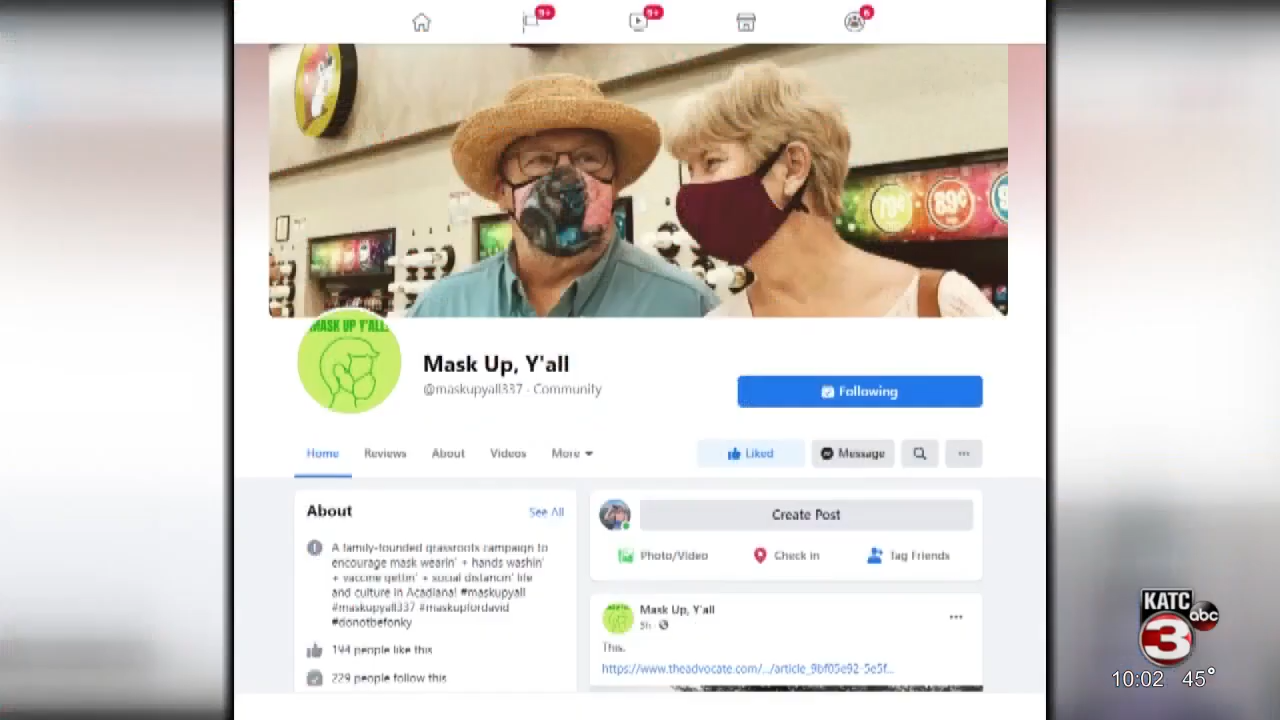 9+
9+
6
79¢
89¢
MASK UP Y'ALL
Mask Up, Y'all
@maskupyall337 · Community
Following
Home
Reviews
About
Videos
More
Liked
Message
About
See All
Create Post
A family-founded grassroots campaign to
encourage mask wearin' + hands washin'
+ vaccine gettin' + social distancin' life
and culture in Acadiana! #maskupyall
#maskupyall337 #maskupfordavid
#donotbefonky
194 people like this
229 people follow this
Photo/Video
Check in
Tag Friends
Mask Up, Y'all
5h ·
This.
https://www.theadvocate.com/.../article_9bf05e92-5e5f...
KATC
abc
3
10:02 45°